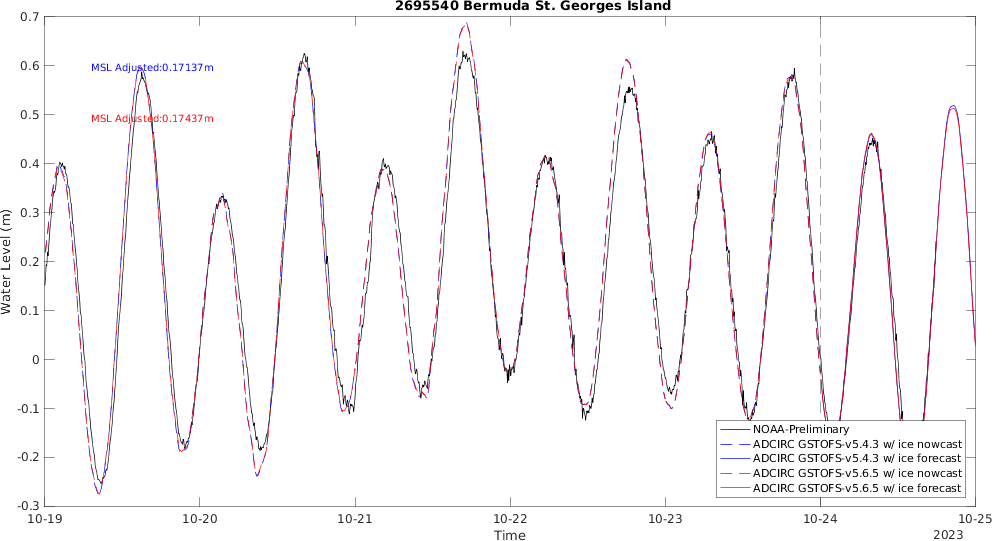 2695540 Bermuda St. Georges Island
0.7
0.6
0.5
0.4
0.3
0.2
0.1
0
-0.1
-0.2
-0.3
Water Level (m)
MSL Adjusted:0.17137m
MSL Adjusted:0.17437m
NOAA-Preliminary
ADCIRC GSTOFS-v5.4.3 w/ ice nowcast
ADCIRC GSTOFS-v5.4.3 w/ ice forecast
ADCIRC GSTOFS-v5.6.5 w/ ice nowcast
ADCIRC GSTOFS-v5.6.5 w/ ice forecast
10-19 10-20 10-21 10-22 10-23 10-24 10-25
Time
2023